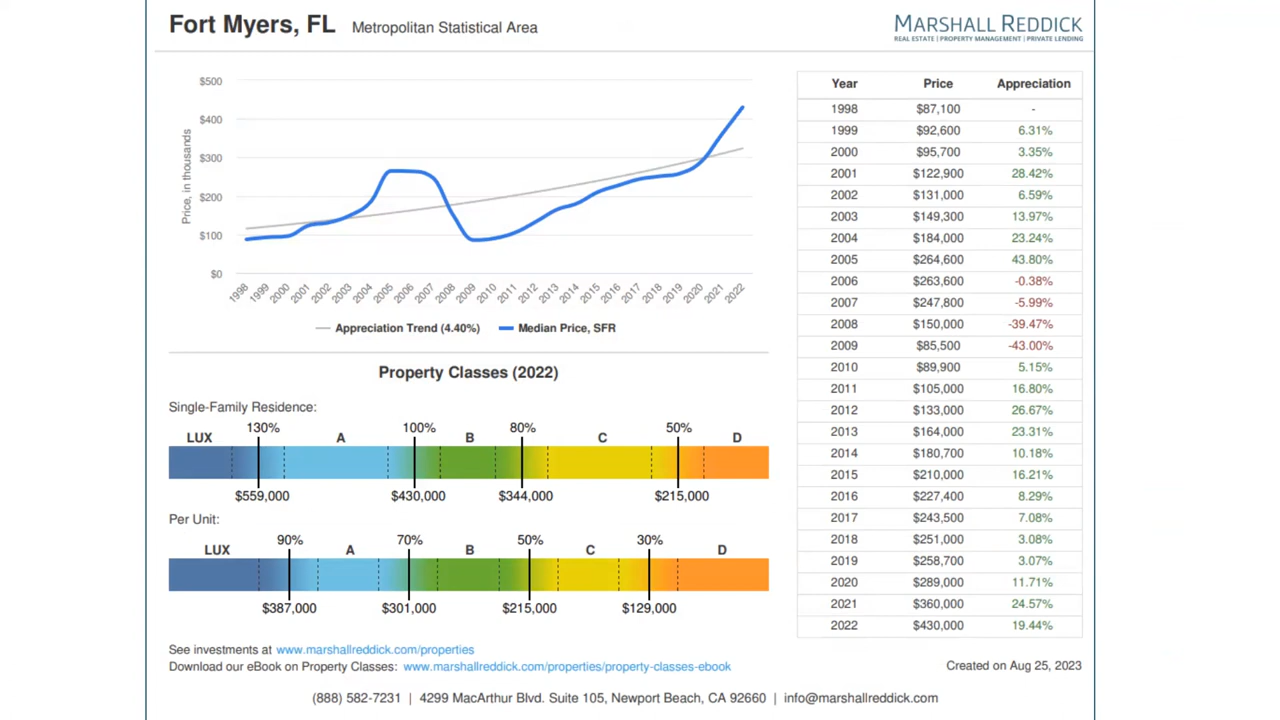 Fort Myers, FL Metropolitan Statistical Area
MARSHALL REDDICK
REAL ESTATE | PROPERTY MANAGEMENT | PRIVATE LENDING
Price, in thousands
$500
$400
$300
$200
$100
$0
1998 1999 2000 2001 2002 2003 2004 2005 2006 2007 2008 2009 2010 2011 2012 2013 2014 2015 2016 2017 2018 2019 2020 2021 2022
Appreciation Trend (4.40%) Median Price, SFR
Property Classes (2022)
Single-Family Residence:
130% 100% 80% 50%
LUX A B C D
$559,000 $430,000 $344,000 $215,000
Per Unit:
90% 70% 50% 30%
LUX A B C D
$387,000 $301,000 $215,000 $129,000
Year Price Appreciation
1998 $87,100 -
1999 $92,600 6.31%
2000 $95,700 3.35%
2001 $122,900 28.42%
2002 $131,000 6.59%
2003 $149,300 13.97%
2004 $184,000 23.24%
2005 $264,600 43.80%
2006 $263,600 -0.38%
2007 $247,800 -5.99%
2008 $150,000 -39.47%
2009 $85,500 -43.00%
2010 $89,900 5.15%
2011 $105,000 16.80%
2012 $133,000 26.67%
2013 $164,000 23.31%
2014 $180,700 10.18%
2015 $210,000 16.21%
2016 $227,400 8.29%
2017 $243,500 7.08%
2018 $251,000 3.08%
2019 $258,700 3.07%
2020 $289,000 11.71%
2021 $360,000 24.57%
2022 $430,000 19.44%
See investments at www.marshallreddick.com/properties
Download our eBook on Property Classes: www.marshallreddick.com/properties/property-classes-ebook
Created on Aug 25, 2023
(888) 582-7231 | 4299 MacArthur Blvd. Suite 105, Newport Beach, CA 92660 | info@marshallreddick.com